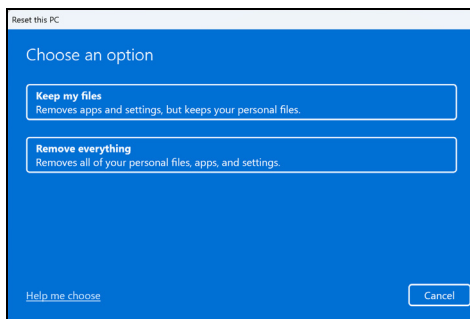 Reset this PC
Choose an option
Keep my files
Removes apps and settings, but keeps your personal files.
Remove everything
Removes all of your personal files, apps, and settings.
Help me choose
Cancel